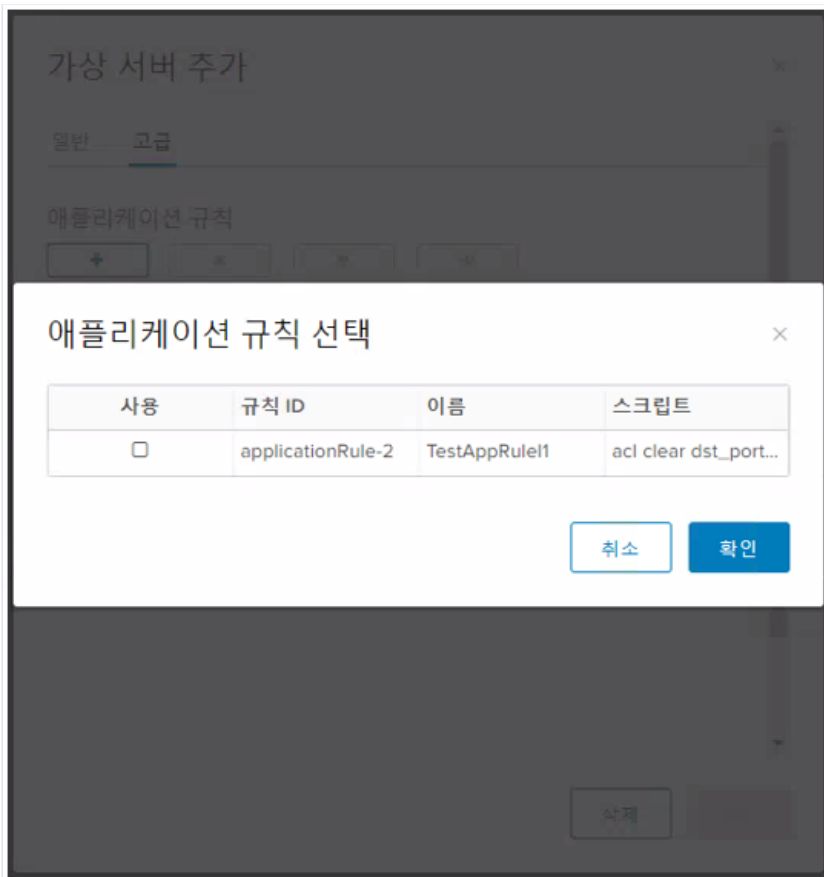 가상 서버 추가
일반 고급
애플리케이션 규칙
애플리케이션 규칙 선택
사용 규칙 ID 이름 스크립트
applicationRule-2 TestAppRulel1 acl clear dst_port...
취소 확인
삭제